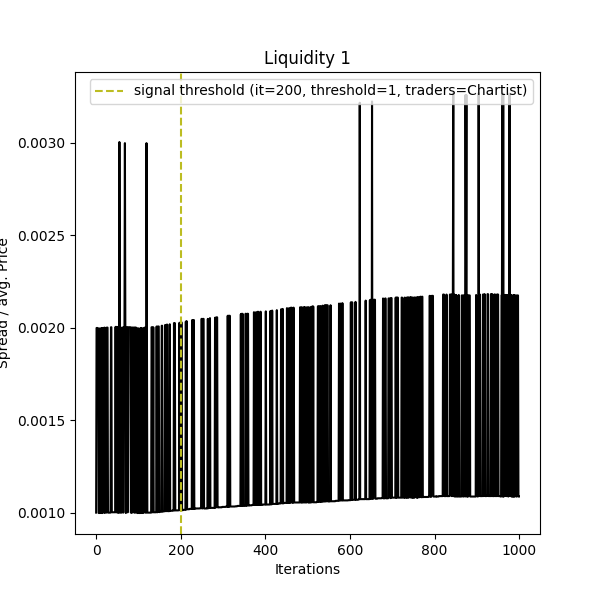 Liquidity 1
signal threshold (it=200, threshold=1, traders=Chartist)
Spread / avg. Price
0.0030
0.0025
0.0020
0.0015
0.0010
0
200
400
600
800
1000
Iterations